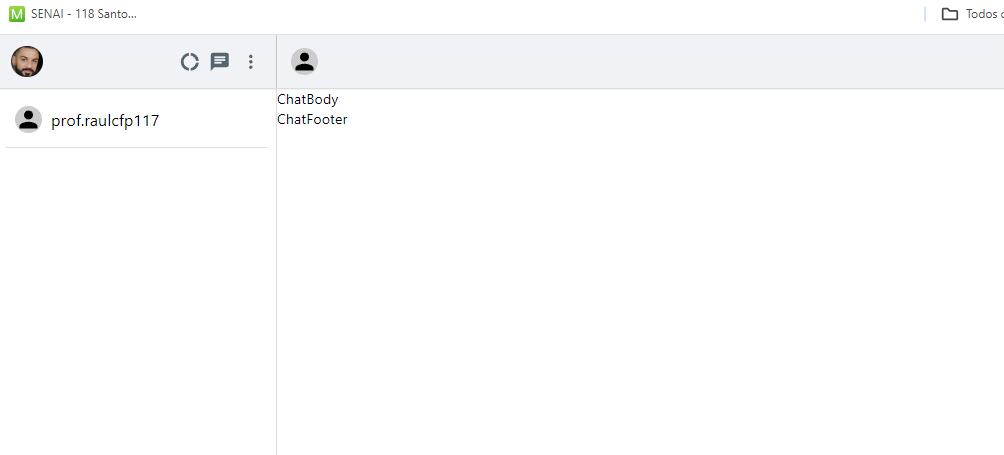 M SENAI - 118 Santo...
Todos
prof.raulcfp117
ChatBody
ChatFooter